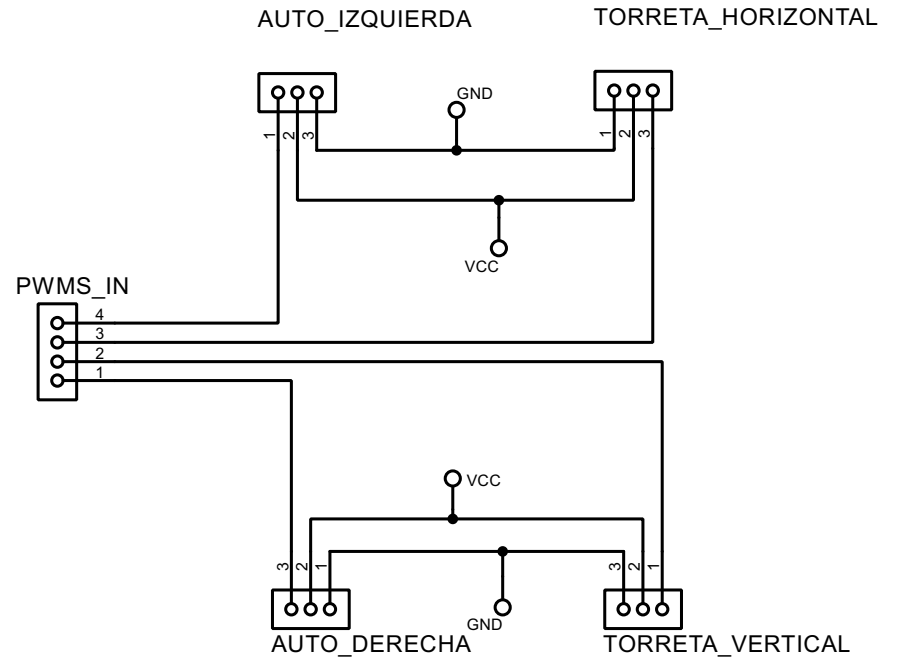 AUTO_IZQUIERDA
TORRETA_HORIZONTAL
GND
1 2 3
1 2 3
VCC
PWMS_IN
4
3
2
1
VCC
3 2 1
3 2 1
GND
AUTO_DERECHA
TORRETA_VERTICAL